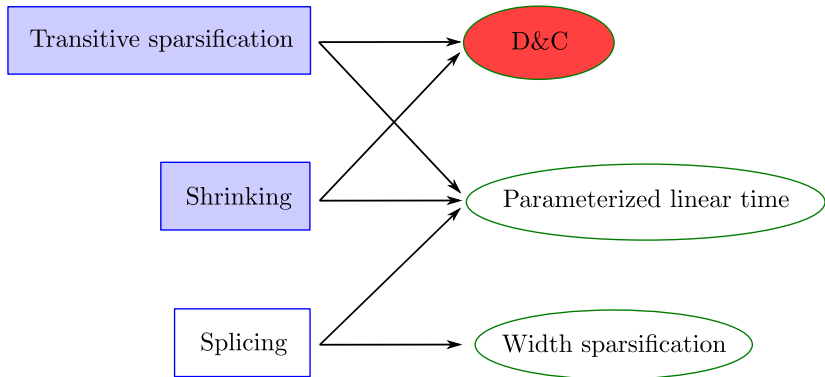 Transitive sparsification
D&C
Shrinking
Parameterized linear time
Splicing
Width sparsification